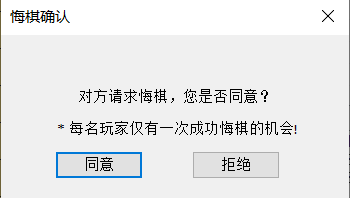 悔棋确认
对方请求悔棋，您是否同意？
* 每名玩家仅有一次成功悔棋的机会!
同意
拒绝